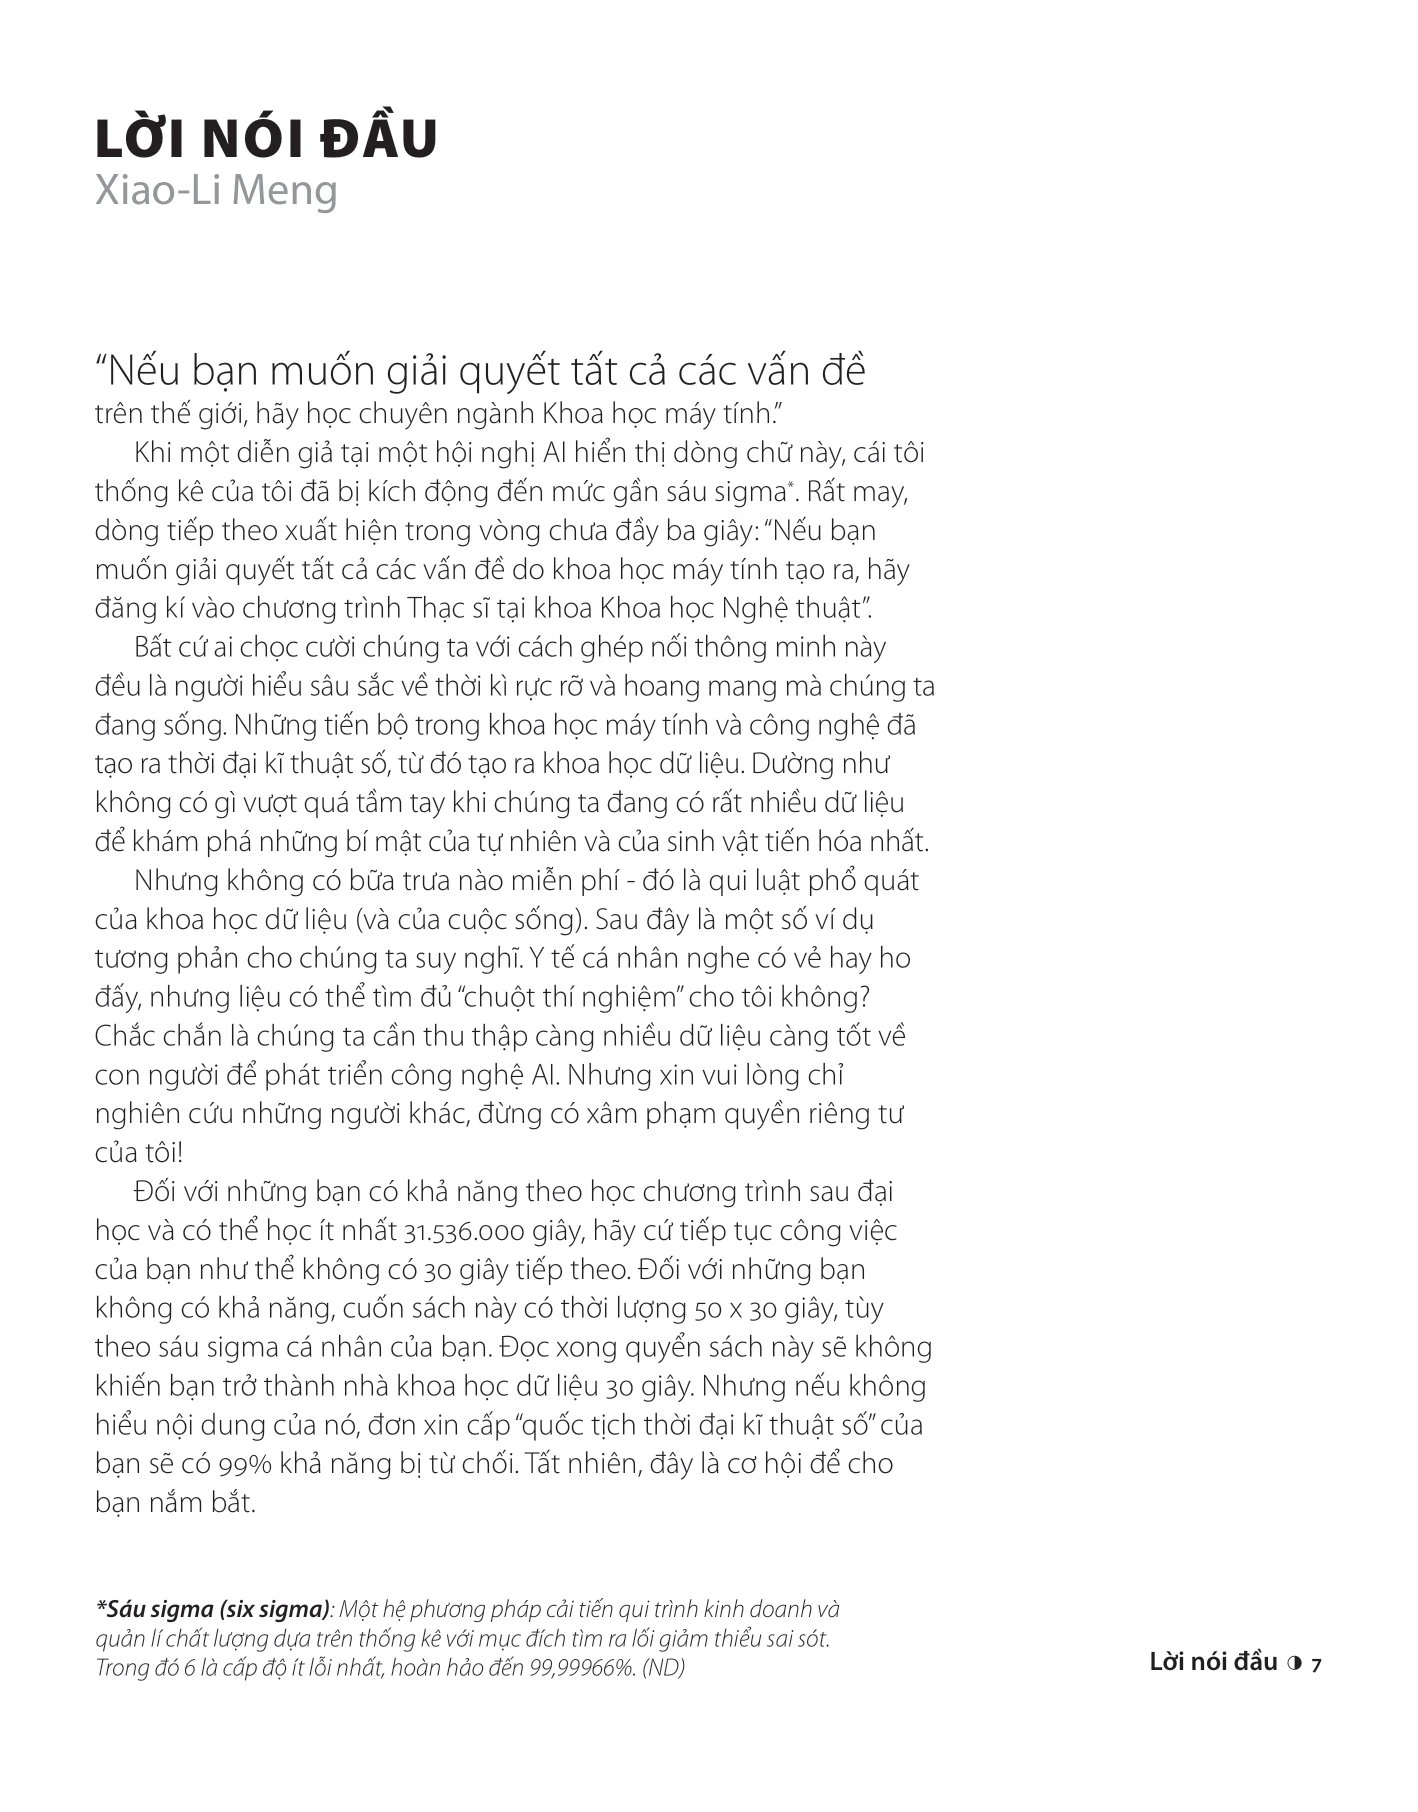 LỜI NÓI ĐẦU
Xiao-Li Meng
“Nếu bạn muốn giải quyết tất cả các vấn đề
trên thế giới, hãy học chuyên ngành Khoa học máy tính.”
Khi một diễn giả tại một hội nghị AI hiển thị dòng chữ này, cái tôi
thống kê của tôi đã bị kích động đến mức gần sáu sigma*. Rất may,
dòng tiếp theo xuất hiện trong vòng chưa đầy ba giây: “Nếu bạn
muốn giải quyết tất cả các vấn đề do khoa học máy tính tạo ra, hãy
đăng kí vào chương trình Thạc sĩ tại khoa Khoa học Nghệ thuật”.
Bất cứ ai chọc cười chúng ta với cách ghép nối thông minh này
đều là người hiểu sâu sắc về thời kì rực rỡ và hoang mang mà chúng ta
đang sống. Những tiến bộ trong khoa học máy tính và công nghệ đã
tạo ra thời đại kĩ thuật số, từ đó tạo ra khoa học dữ liệu. Dường như
không có gì vượt quá tầm tay khi chúng ta đang có rất nhiều dữ liệu
để khám phá những bí mật của tự nhiên và của sinh vật tiến hóa nhất.
Nhưng không có bữa trưa nào miễn phí - đó là qui luật phổ quát
của khoa học dữ liệu (và của cuộc sống). Sau đây là một số ví dụ
tương phản cho chúng ta suy nghĩ. Y tế cá nhân nghe có vẻ hay ho
đấy, nhưng liệu có thể tìm đủ “chuột thí nghiệm” cho tôi không?
Chắc chắn là chúng ta cần thu thập càng nhiều dữ liệu càng tốt về
con người để phát triển công nghệ AI. Nhưng xin vui lòng chỉ
nghiên cứu những người khác, đừng có xâm phạm quyền riêng tư
của tôi!
Đối với những bạn có khả năng theo học chương trình sau đại
học và có thể học ít nhất 31.536.000 giây, hãy cứ tiếp tục công việc
của bạn như thể không có 30 giây tiếp theo. Đối với những bạn
không có khả năng, cuốn sách này có thời lượng 50 x 30 giây, tùy
theo sáu sigma cá nhân của bạn. Đọc xong quyển sách này sẽ không
khiến bạn trở thành nhà khoa học dữ liệu 30 giây. Nhưng nếu không
hiểu nội dung của nó, đơn xin cấp “quốc tịch thời đại kĩ thuật số” của
bạn sẽ có 99% khả năng bị từ chối. Tất nhiên, đây là cơ hội để cho
bạn nắm bắt.
*Sáu sigma (six sigma): Một hệ phương pháp cải tiến qui trình kinh doanh và
quản lí chất lượng dựa trên thống kê với mục đích tìm ra lối giảm thiểu sai sót.
Trong đó 6 là cấp độ ít lỗi nhất, hoàn hảo đến 99,99966%. (ND)
Lời nói đầu ◑ 7